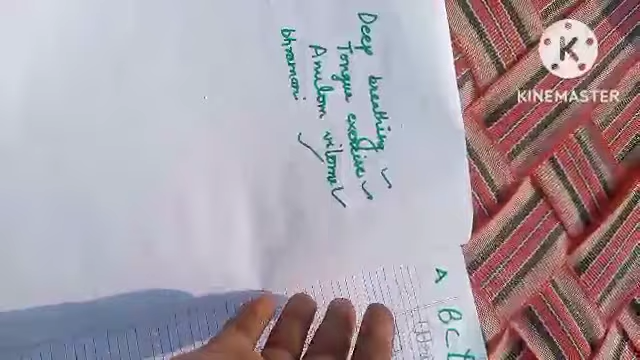 Deep breathing ✓
Tongue exercise ✓
Anulom vilom ✓
bhramari ✓
A B C
K
KINEMASTER